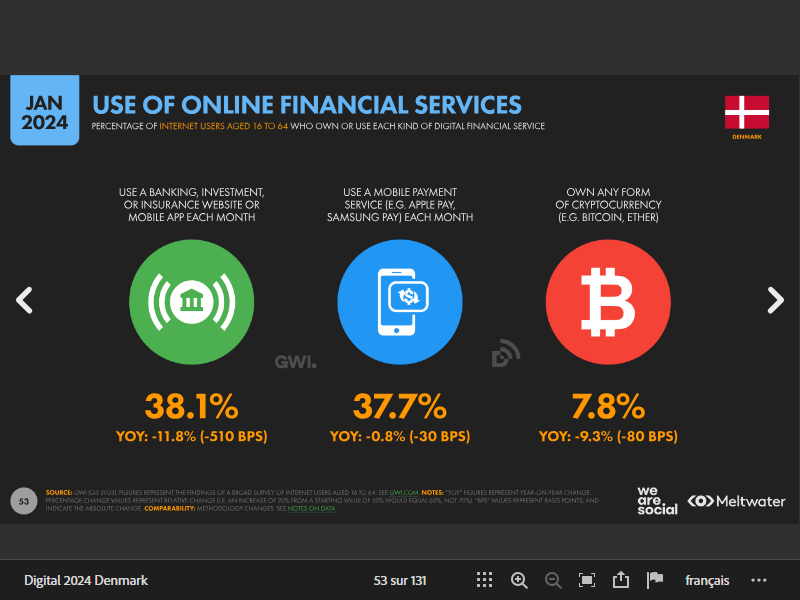 JAN
2024
USE OF ONLINE FINANCIAL SERVICES
PERCENTAGE OF INTERNET USERS AGED 16 TO 64 WHO OWN OR USE EACH KIND OF DIGITAL FINANCIAL SERVICE
DENMARK
USE A BANKING, INVESTMENT,
OR INSURANCE WEBSITE OR
MOBILE APP EACH MONTH
USE A MOBILE PAYMENT
SERVICE (E.G. APPLE PAY,
SAMSUNG PAY) EACH MONTH
OWN ANY FORM
OF CRYPTOCURRENCY
(E.G. BITCOIN, ETHER)
GWI.
38.1%
YOY: -11.8% (-510 BPS)
37.7%
YOY: -0.8% (-30 BPS)
7.8%
YOY: -9.3% (-80 BPS)
53
SOURCE: GWI (Q3 2023). FIGURES REPRESENT THE FINDINGS OF A BROAD SURVEY OF INTERNET USERS AGED 16 TO 64. SEE GWI.COM. NOTES: "YOY" FIGURES REPRESENT YEAR-ON-YEAR CHANGE.
PERCENTAGE CHANGE VALUES REPRESENT RELATIVE CHANGE (I.E. AN INCREASE OF 20% FROM A STARTING VALUE OF 50% WOULD EQUAL 60%, NOT 70%). "BPS" VALUES REPRESENT BASIS POINTS, AND
INDICATE THE ABSOLUTE CHANGE. COMPARABILITY: METHODOLOGY CHANGES. SEE NOTES ON DATA.
we
are.
social
Meltwater
Digital 2024 Denmark
53 sur 131
français